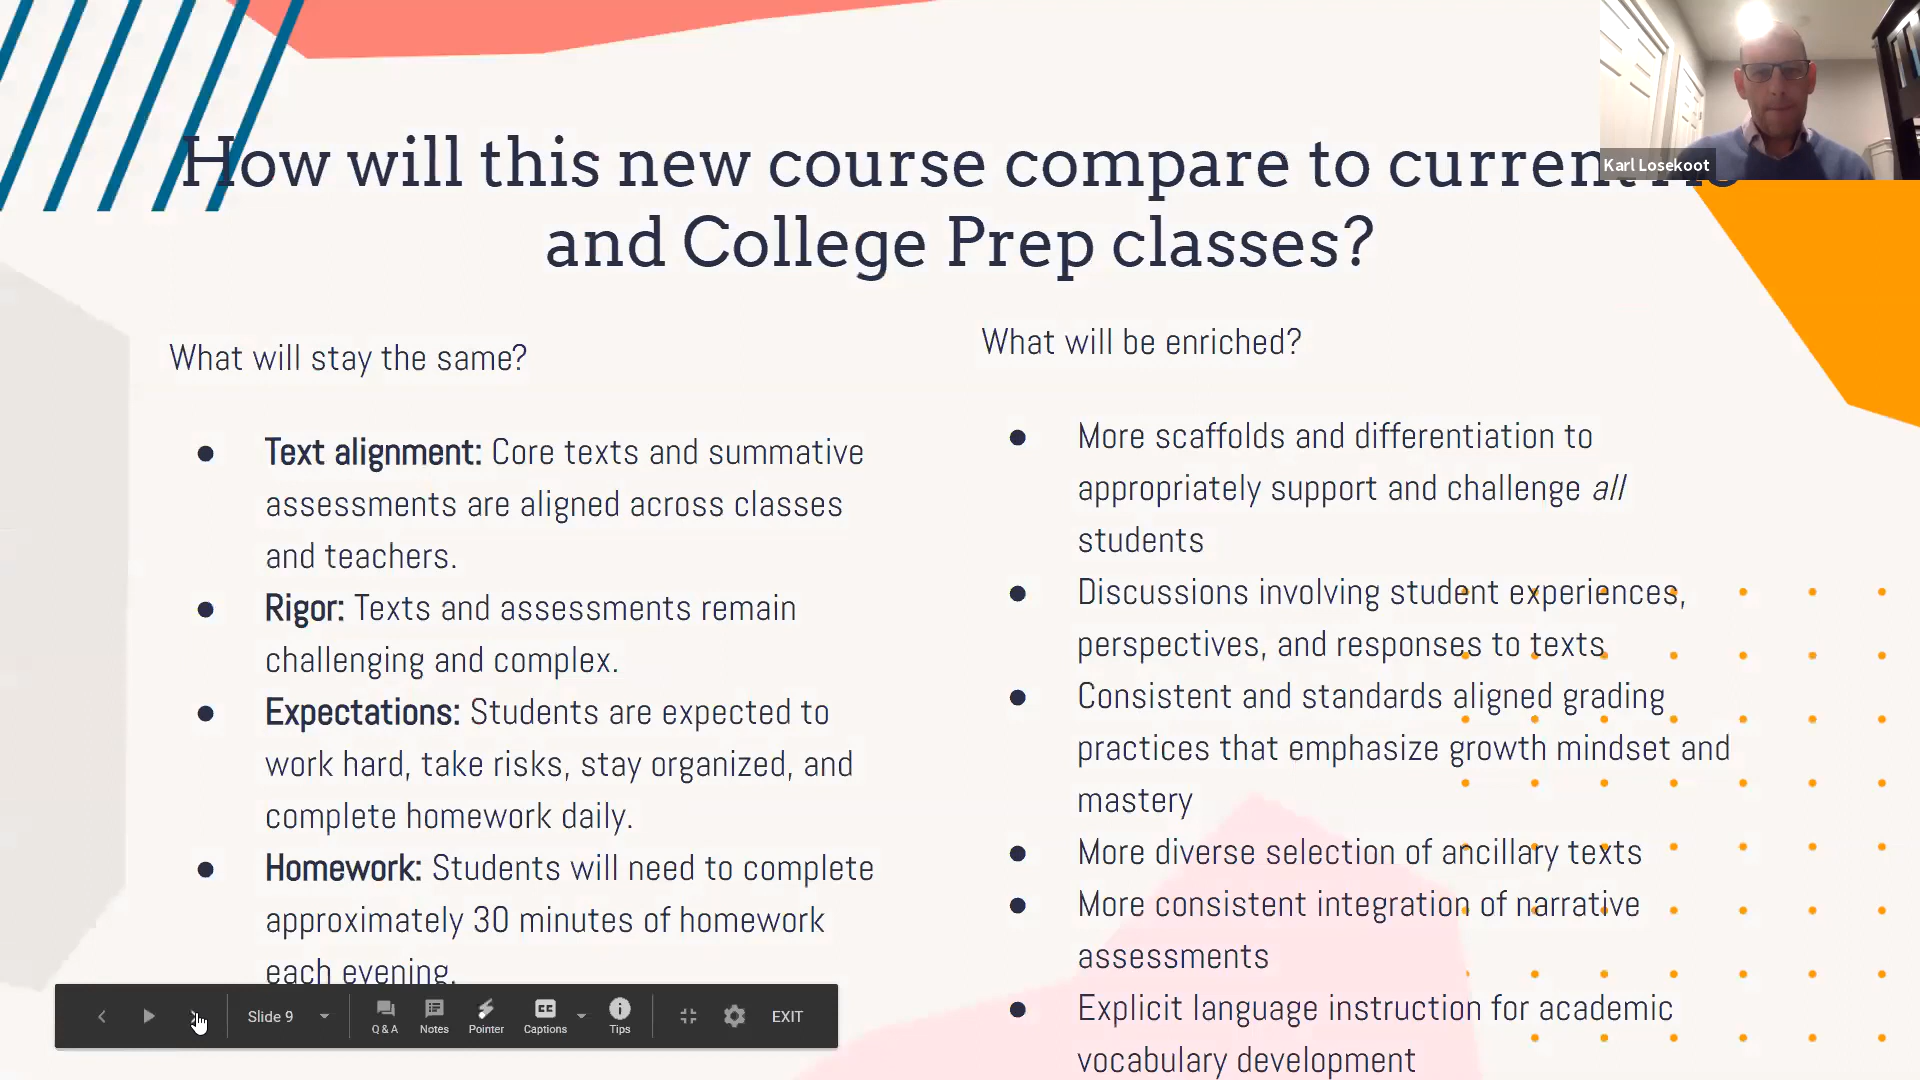 How will this new course compare to current
and College Prep classes?
Karl Losekoot
What will stay the same?
● Text alignment: Core texts and summative
assessments are aligned across classes
and teachers.
● Rigor: Texts and assessments remain
challenging and complex.
● Expectations: Students are expected to
work hard, take risks, stay organized, and
complete homework daily.
● Homework: Students will need to complete
approximately 30 minutes of homework
each evening.
What will be enriched?
● More scaffolds and differentiation to
appropriately support and challenge all
students
● Discussions involving student experiences,
perspectives, and responses to texts
● Consistent and standards aligned grading
practices that emphasize growth mindset and
mastery
● More diverse selection of ancillary texts
● More consistent integration of narrative
assessments
● Explicit language instruction for academic
vocabulary development
Slide 9
Q & A
Notes
Pointer
CC
Captions
Tips
EXIT